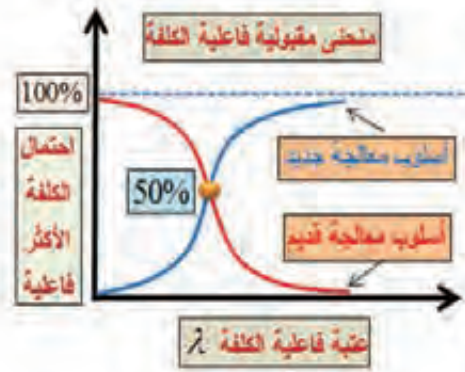 منحنى مقبولية فاعلية الكلفة
100%
احتمال
الكلفة
الأكثر
فاعلية
أسلوب معالجة جديد
50%
أسلوب معالجة قديم
عتبة فاعلية الكلفة λ